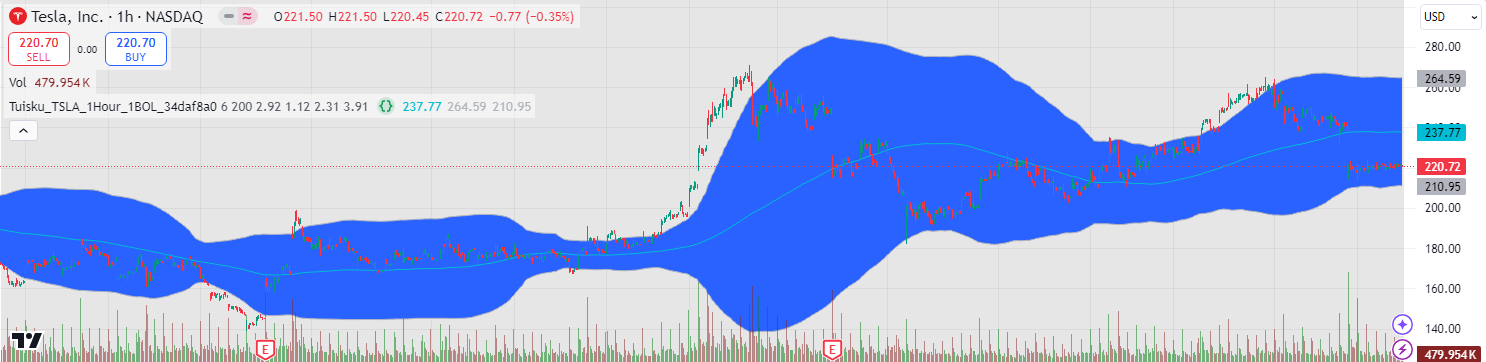 Tesla, Inc. · 1h · NASDAQ O221.50 H221.50 L220.45 C220.72 −0.77 (−0.35%)
USD
220.70
SELL
0.00
220.70
BUY
Vol 479.954 K
Tuisku_TSLA_1Hour_1BOL_34daf8a0 6 200 2.92 1.12 2.31 3.91 237.77 264.59 210.95
280.00
264.59
260.00
237.77
220.72
210.95
200.00
180.00
160.00
140.00
479.954 K
E
E